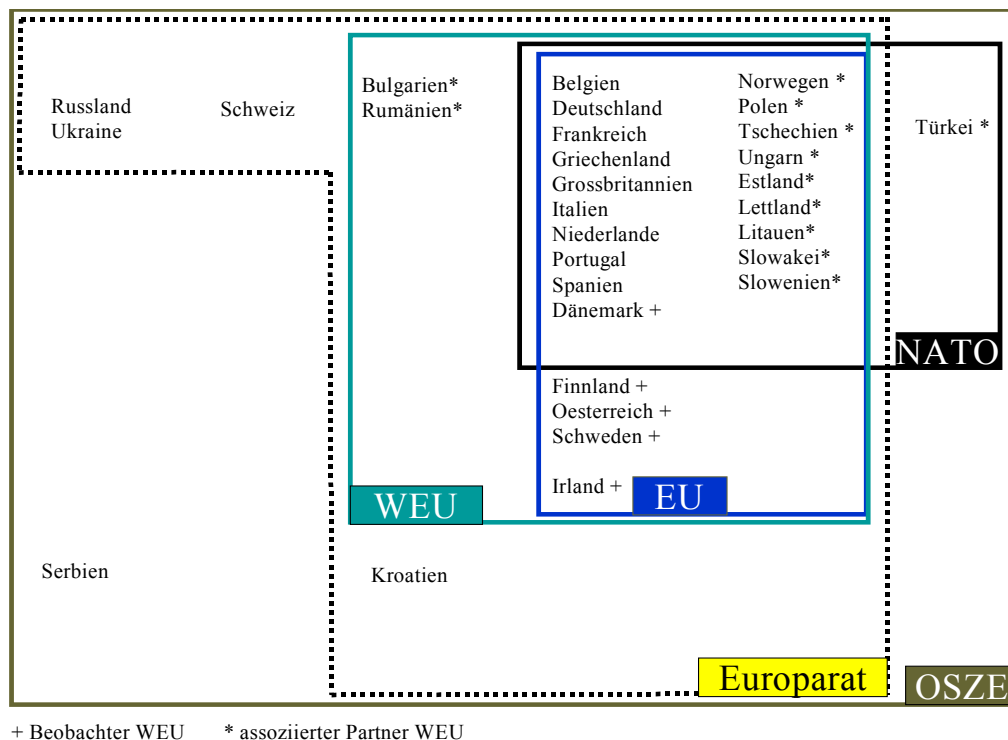 Russland
Ukraine
Schweiz
Bulgarien*
Rumänien*
Belgien
Deutschland
Frankreich
Griechenland
Grossbritannien
Italien
Niederlande
Portugal
Spanien
Dänemark +
Norwegen *
Polen *
Tschechien *
Ungarn *
Estland*
Lettland*
Litauen*
Slowakei*
Slowenien*
Türkei *
NATO
Finnland +
Oesterreich +
Schweden +
Irland +
EU
WEU
Serbien
Kroatien
Europarat
OSZE
+ Beobachter WEU * assoziierter Partner WEU